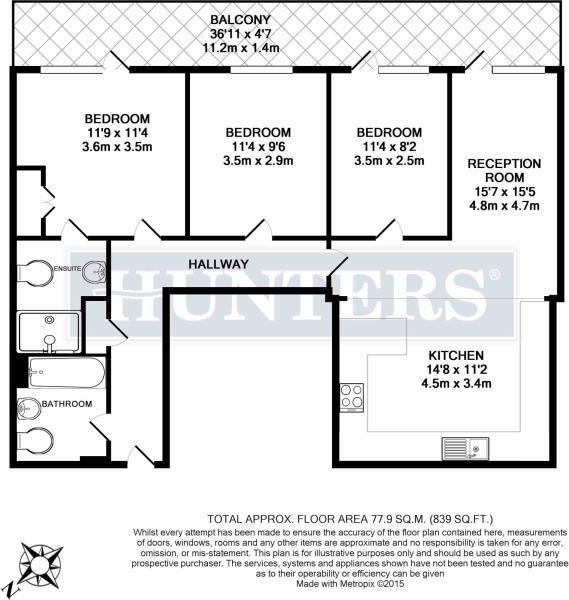 BALCONY
36'11 x 4'7
11.2m x 1.4m
BEDROOM
11'9 x 11'4
3.6m x 3.5m
BEDROOM
11'4 x 9'6
3.5m x 2.9m
BEDROOM
11'4 x 8'2
3.5m x 2.5m
RECEPTION
ROOM
15'7 x 15'5
4.8m x 4.7m
ENSUITE
HALLWAY
HUNTERS®
KITCHEN
14'8 x 11'2
4.5m x 3.4m
BATHROOM
TOTAL APPROX. FLOOR AREA 77.9 SQ.M. (839 SQ.FT.)
Whilst every attempt has been made to ensure the accuracy of the floor plan contained here, measurements
of doors, windows, rooms and any other items are approximate and no responsibility is taken for any error,
omission, or mis-statement. This plan is for illustrative purposes only and should be used as such by any
prospective purchaser. The services, systems and appliances shown have not been tested and no guarantee
as to their operability or efficiency can be given
Made with Metropix ©2015
N